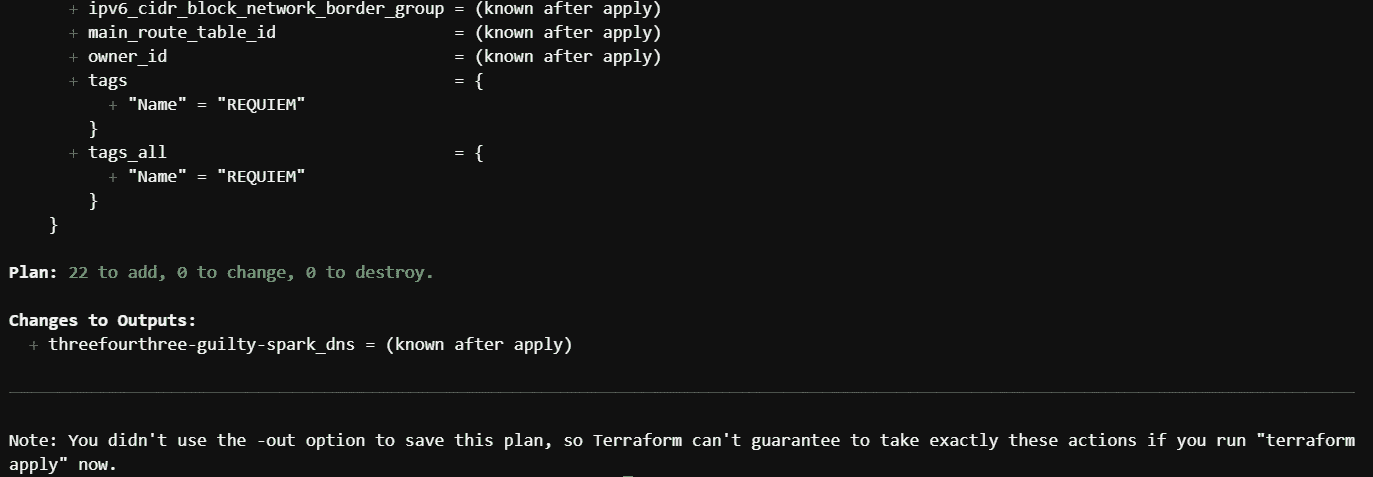 + ipv6_cidr_block_network_border_group = (known after apply)
+ main_route_table_id = (known after apply)
+ owner_id = (known after apply)
+ tags = {
+ "Name" = "REQUIEM"
}
+ tags_all = {
+ "Name" = "REQUIEM"
}
}
Plan: 22 to add, 0 to change, 0 to destroy.
Changes to Outputs:
+ threefourthree-guilty-spark_dns = (known after apply)
Note: You didn't use the -out option to save this plan, so Terraform can't guarantee to take exactly these actions if you run "terraform
apply" now.